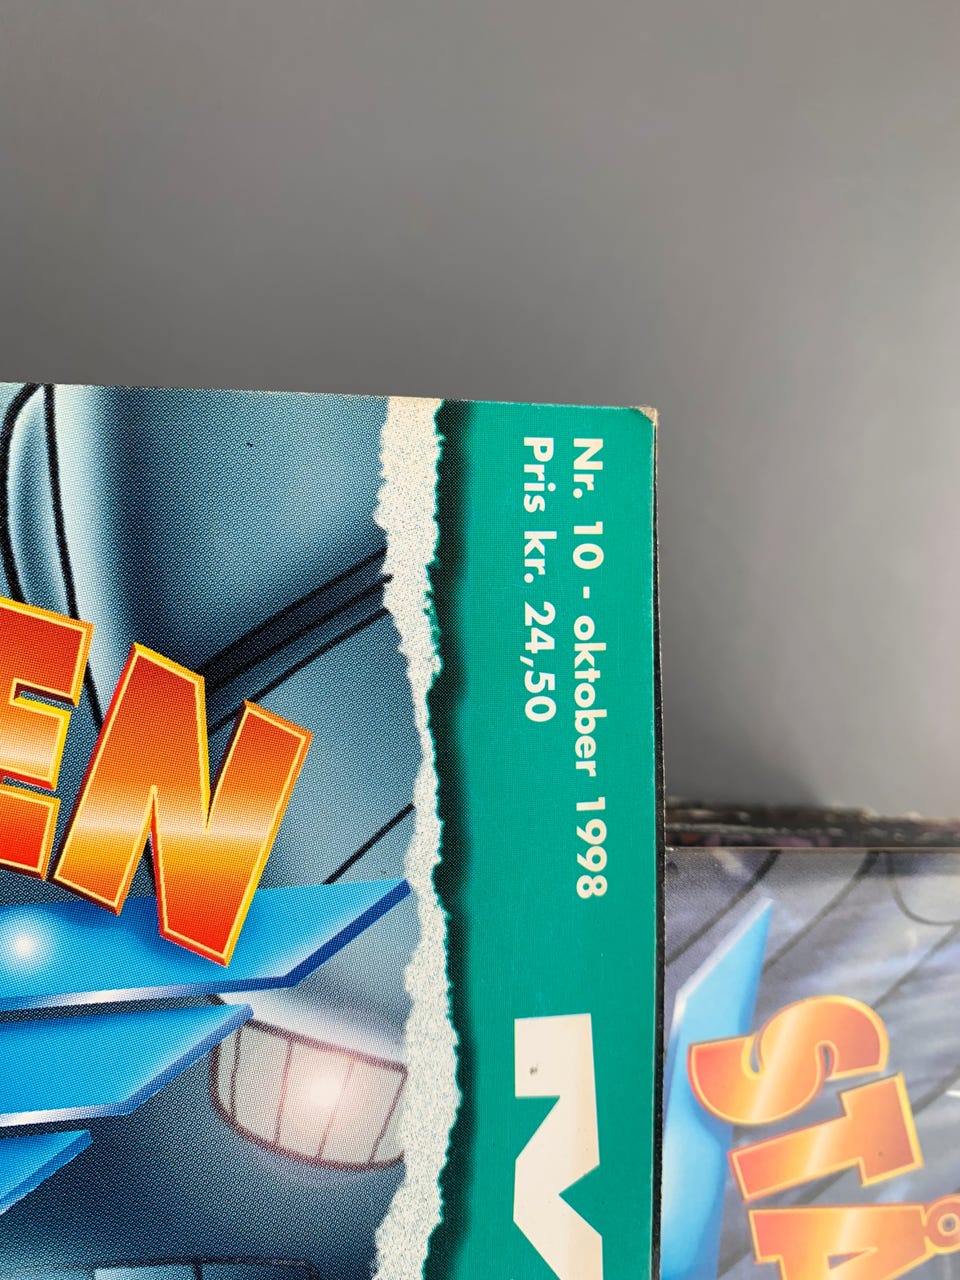 Nr. 10 - oktober 1998
Pris kr. 24,50
EN
STÅ